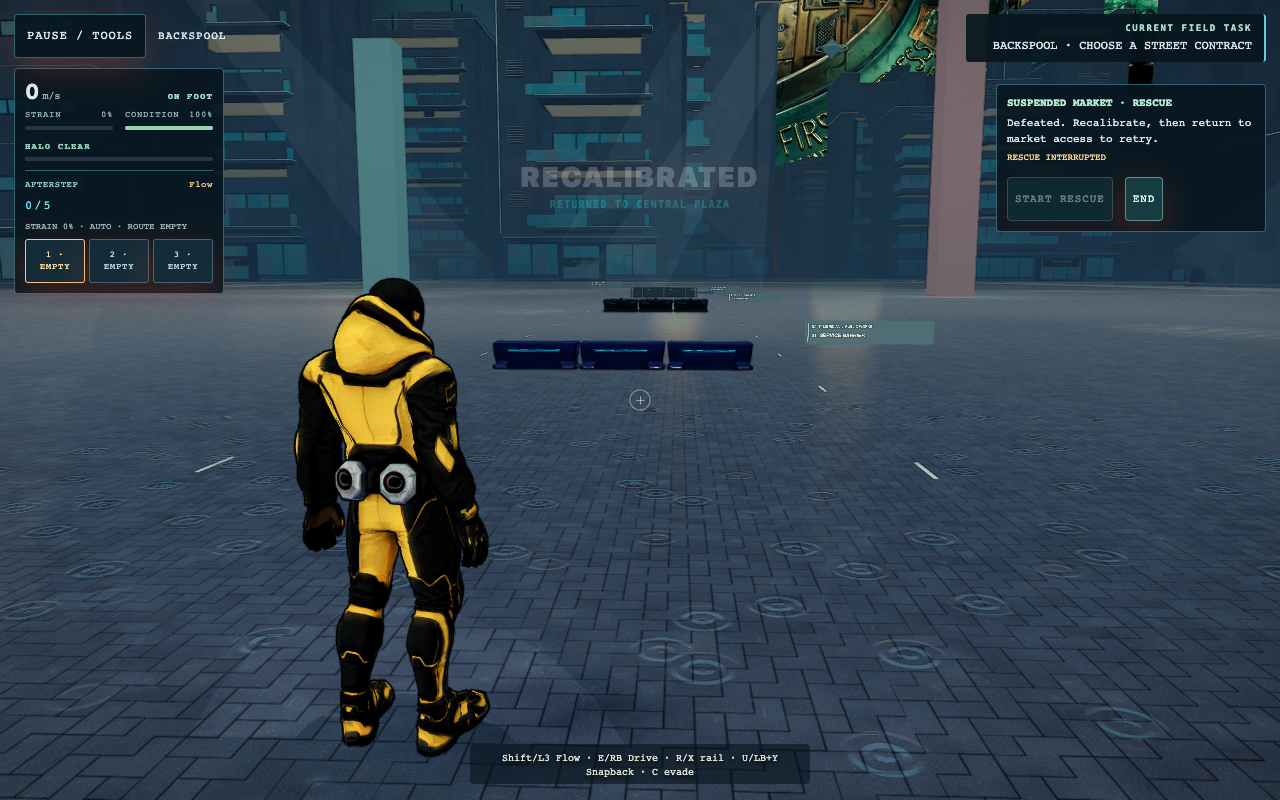 PAUSE / TOOLS
BACKSPOOL
0 m/s
ON FOOT
STRAIN 0%
CONDITION 100%
HALO CLEAR
AFTERSTEP
Flow
0/5
STRAIN 0% · AUTO · ROUTE EMPTY
1 · EMPTY
2 · EMPTY
3 · EMPTY
CURRENT FIELD TASK
BACKSPOOL · CHOOSE A STREET CONTRACT
SUSPENDED MARKET · RESCUE
Defeated. Recalibrate, then return to
market access to retry.
RESCUE INTERRUPTED
START RESCUE
END
FIRS
RECALIBRATED
RETURNED TO CENTRAL PLAZA
Shift/L3 Flow · E/RB Drive · R/X rail · U/LB+Y
Snapback · C evade